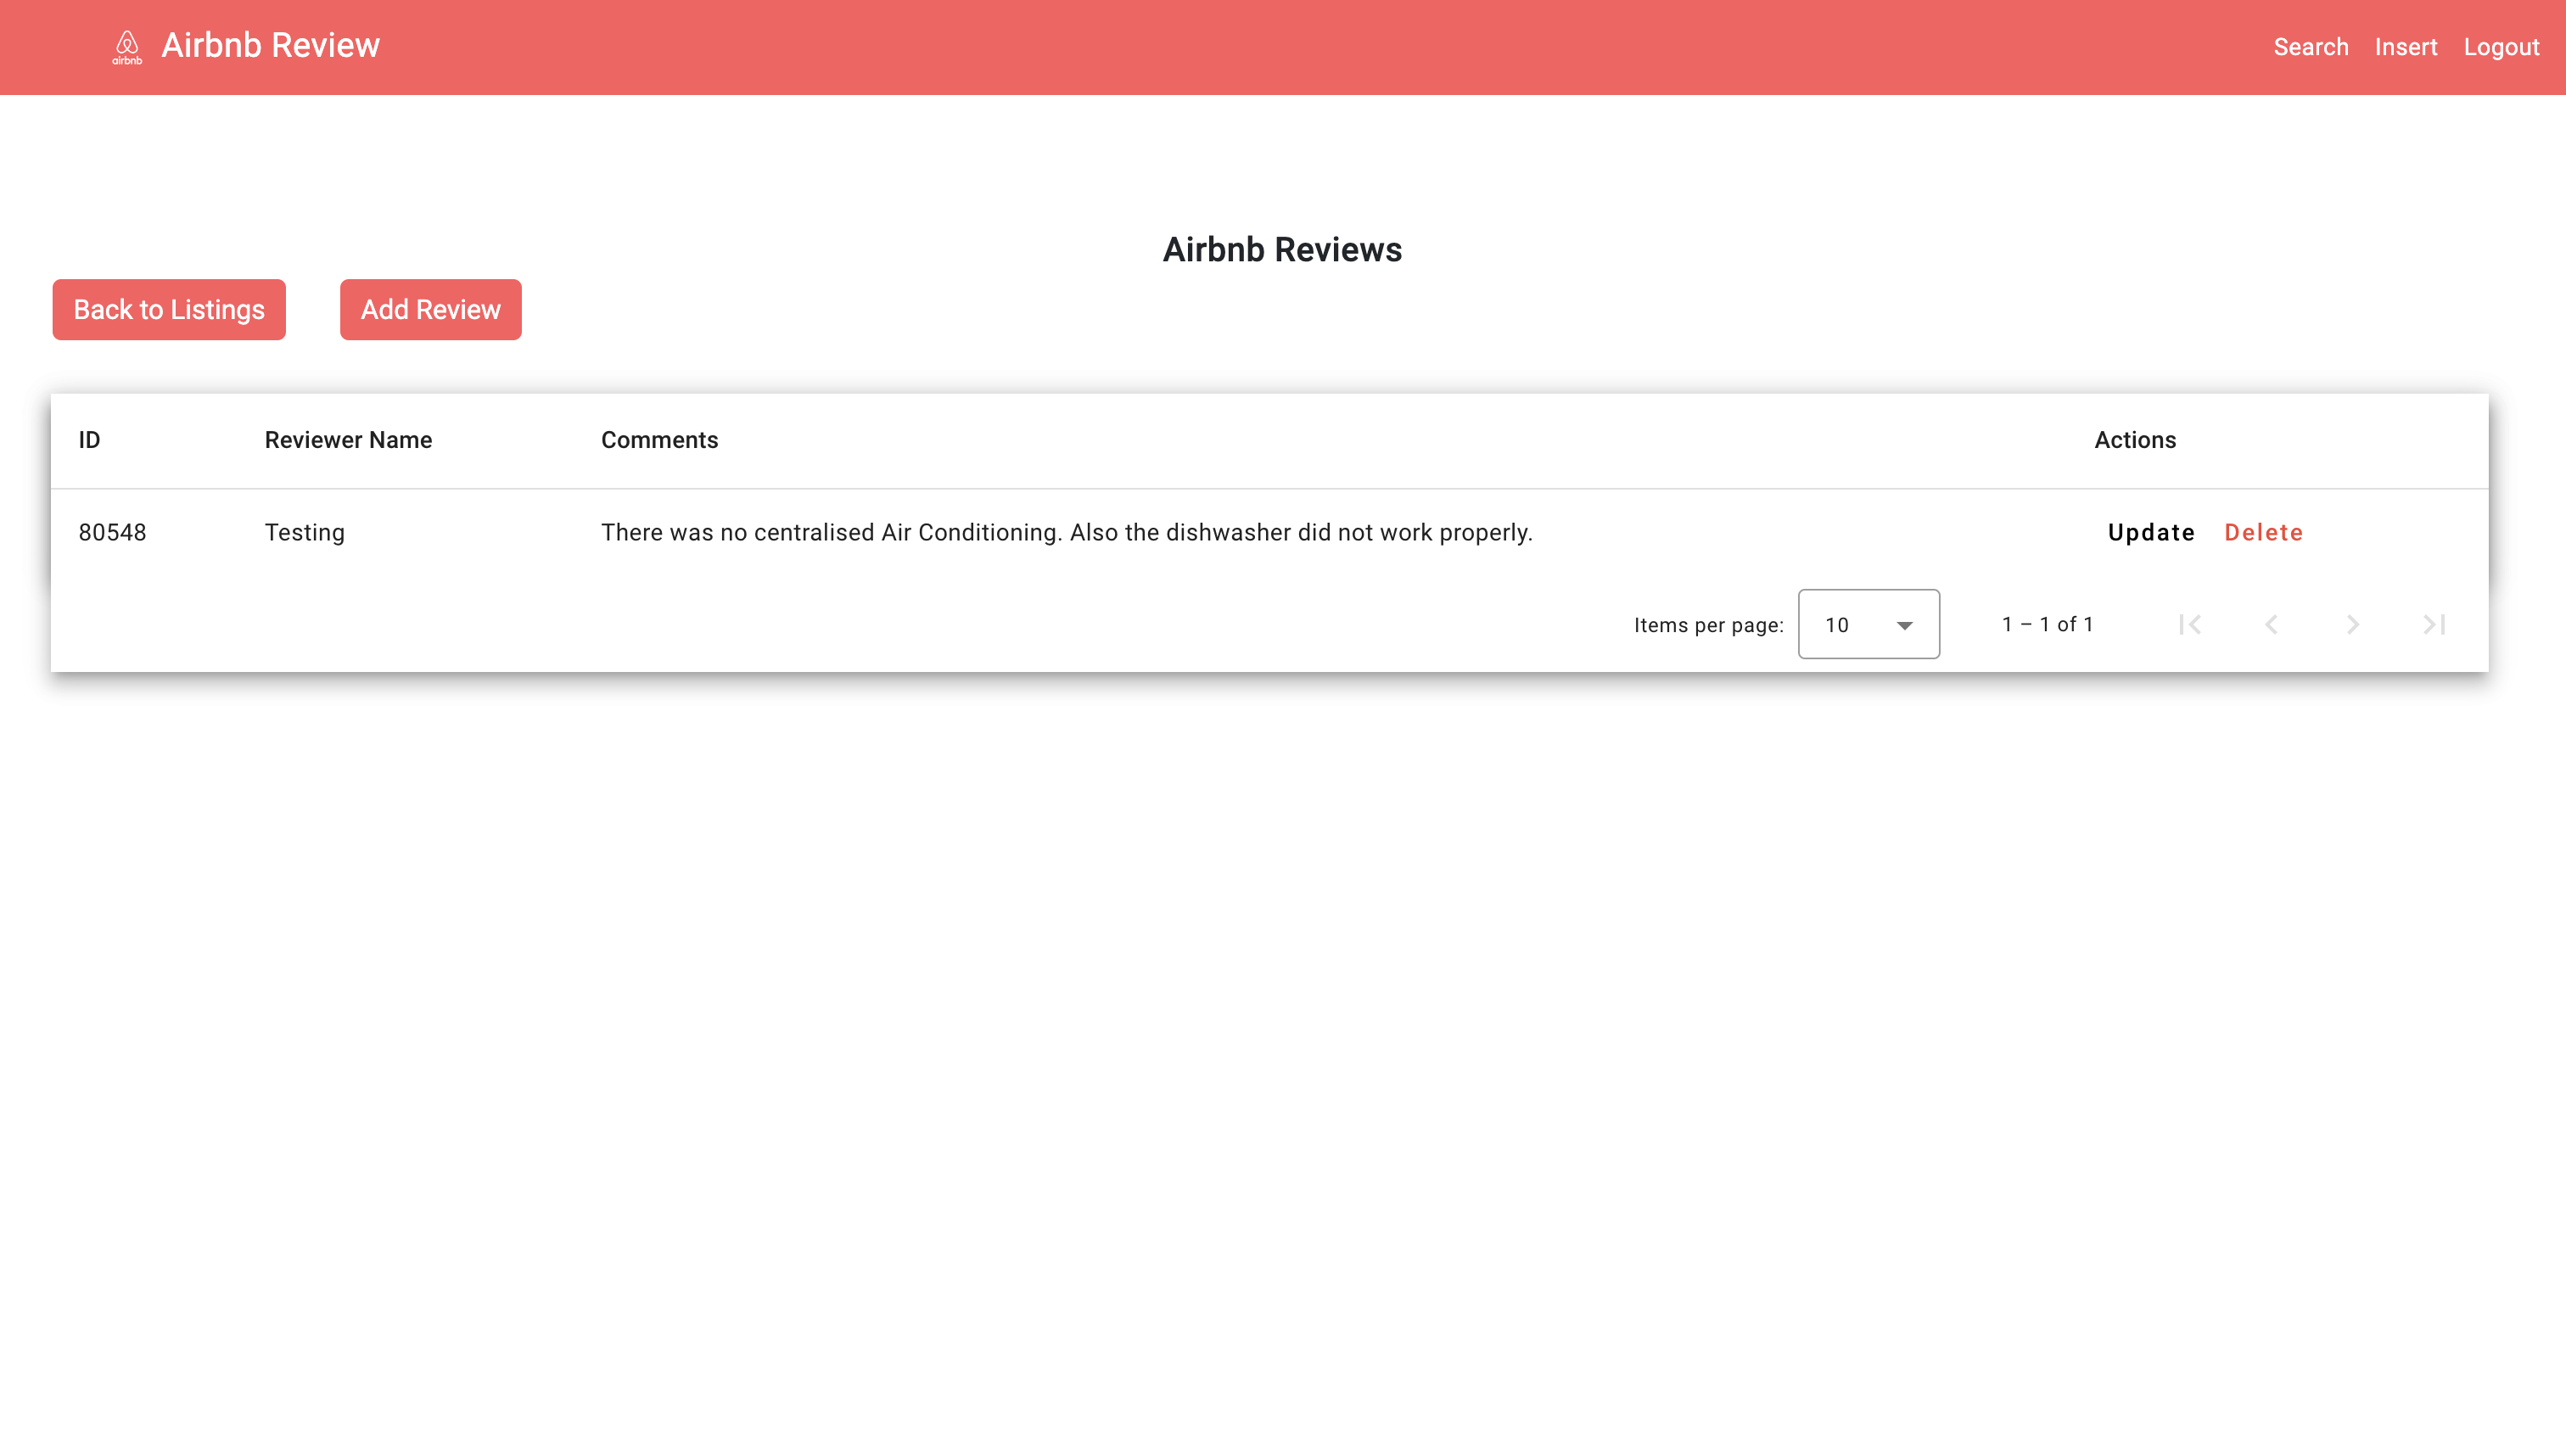 airbnb Airbnb Review Search Insert Logout
Airbnb Reviews
Back to Listings Add Review
ID Reviewer Name Comments Actions
80548 Testing There was no centralised Air Conditioning. Also the dishwasher did not work properly. Update Delete
Items per page: 10 1 – 1 of 1